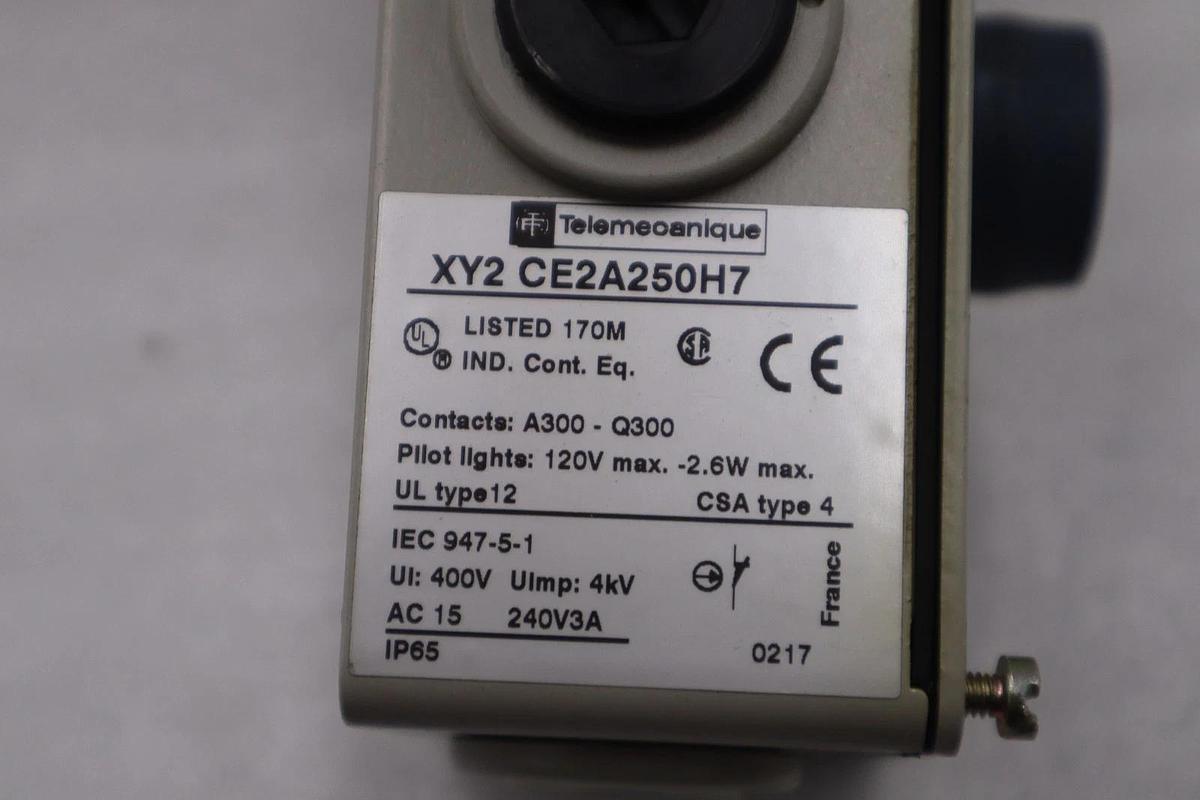 Telemecanique
XY2 CE2A250H7
UL LISTED 170M
® IND. Cont. Eq.
SA
CE
Contacts: A300 - Q300
Pilot lights: 120V max. -2.6W max.
UL type12 CSA type 4
IEC 947-5-1
UI: 400V UImp: 4kV
AC 15 240V3A
IP65
France
0217